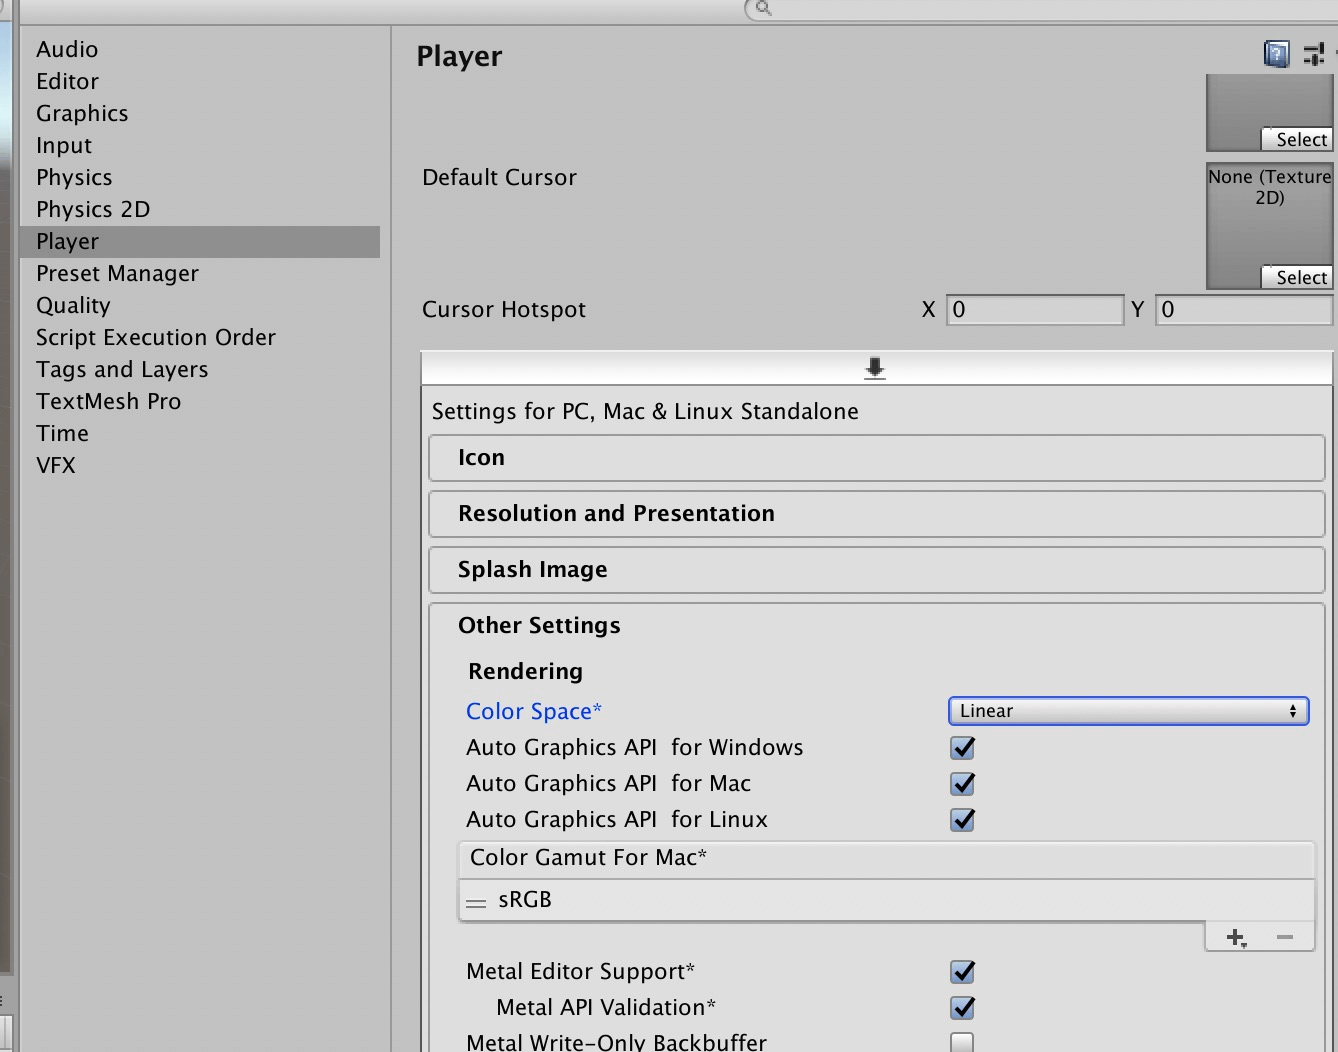 Audio
Editor
Graphics
Input
Physics
Physics 2D
Player
Preset Manager
Quality
Script Execution Order
Tags and Layers
TextMesh Pro
Time
VFX
Player
Select
Default Cursor
None (Texture
2D)
Select
Cursor Hotspot X 0 Y 0
Settings for PC, Mac & Linux Standalone
Icon
Resolution and Presentation
Splash Image
Other Settings
Rendering
Color Space* Linear
Auto Graphics API  for Windows
Auto Graphics API  for Mac
Auto Graphics API  for Linux
Color Gamut For Mac*
sRGB
Metal Editor Support*
Metal API Validation*
Metal Write-Only Backbuffer